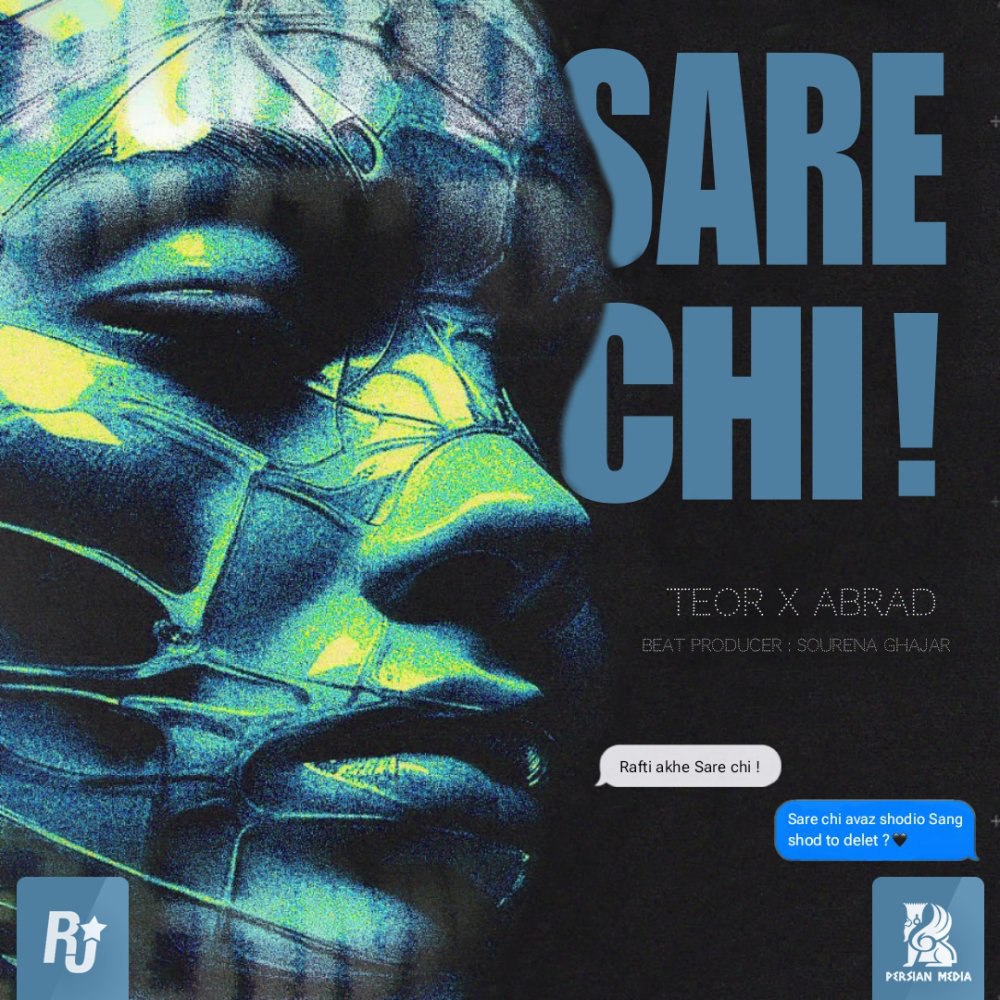 SARE
CHI !
TEOR X ABRAD
BEAT PRODUCER : SOURENA GHAJAR
Rafti akhe Sare chi !
Sare chi avaz shodio Sang
shod to delet ?🖤
RJ
PERSIAN MEDIA